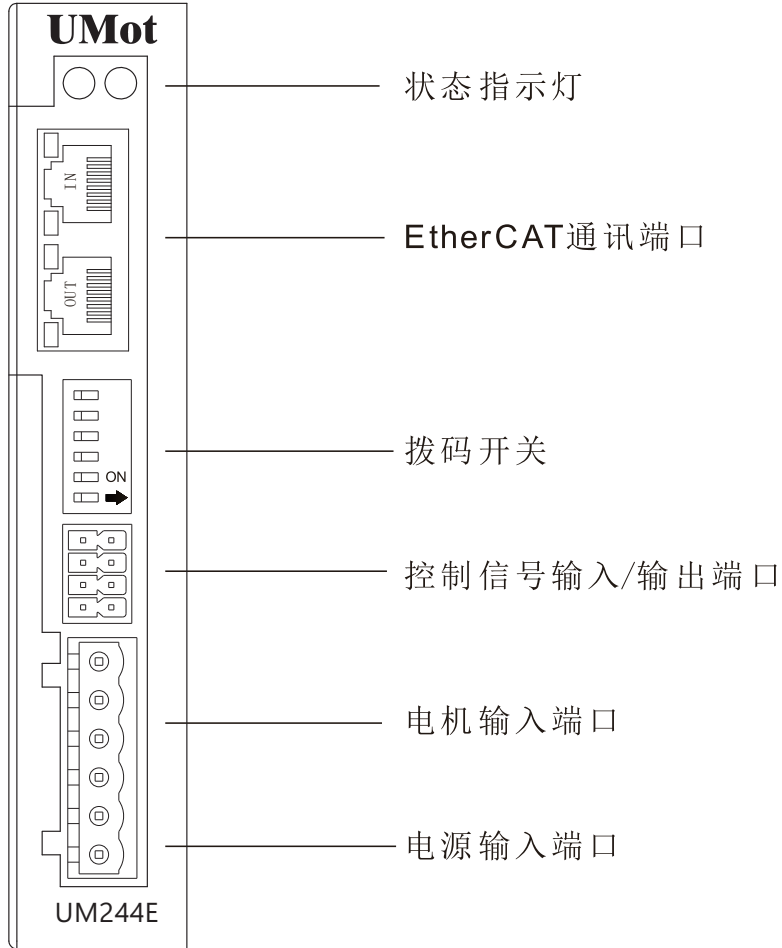 UMot
状态指示灯
IN
EtherCAT通讯端口
OUT
拨码开关
ON
控制信号输入/输出端口
电机输入端口
电源输入端口
UM244E